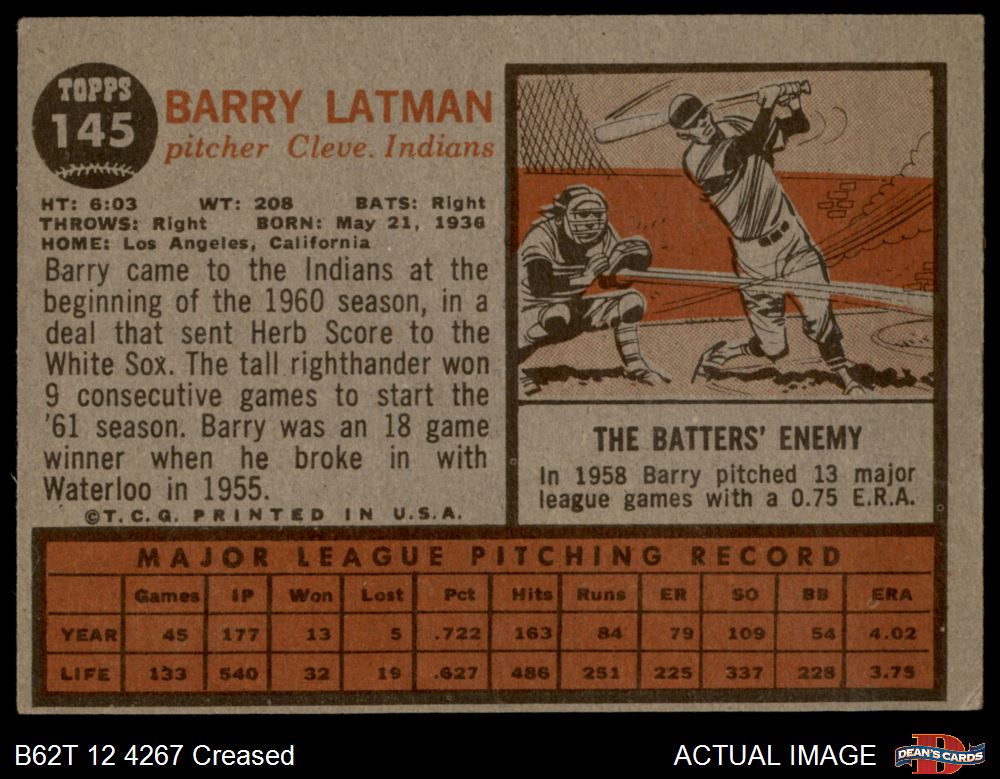 TOPPS
145
BARRY LATMAN
pitcher Cleve. Indians
HT: 6:03 WT: 208 BATS: Right
THROWS: Right BORN: May 21, 1936
HOME: Los Angeles, California
Barry came to the Indians at the
beginning of the 1960 season, in a
deal that sent Herb Score to the
White Sox. The tall righthander won
9 consecutive games to start the
'61 season. Barry was an 18 game
winner when he broke in with
Waterloo in 1955.
©T.C.G. PRINTED IN U.S.A.
THE BATTERS' ENEMY
In 1958 Barry pitched 13 major
league games with a 0.75 E.R.A.
MAJOR LEAGUE PITCHING RECORD
Games IP Won Lost Pct Hits Runs ER SO BB ERA
YEAR 45 177 13 5 .722 163 84 79 109 54 4.02
LIFE 133 540 32 19 .627 486 251 225 337 228 3.75
B62T 12 4267 Creased
ACTUAL IMAGE
DEAN'S CARDS